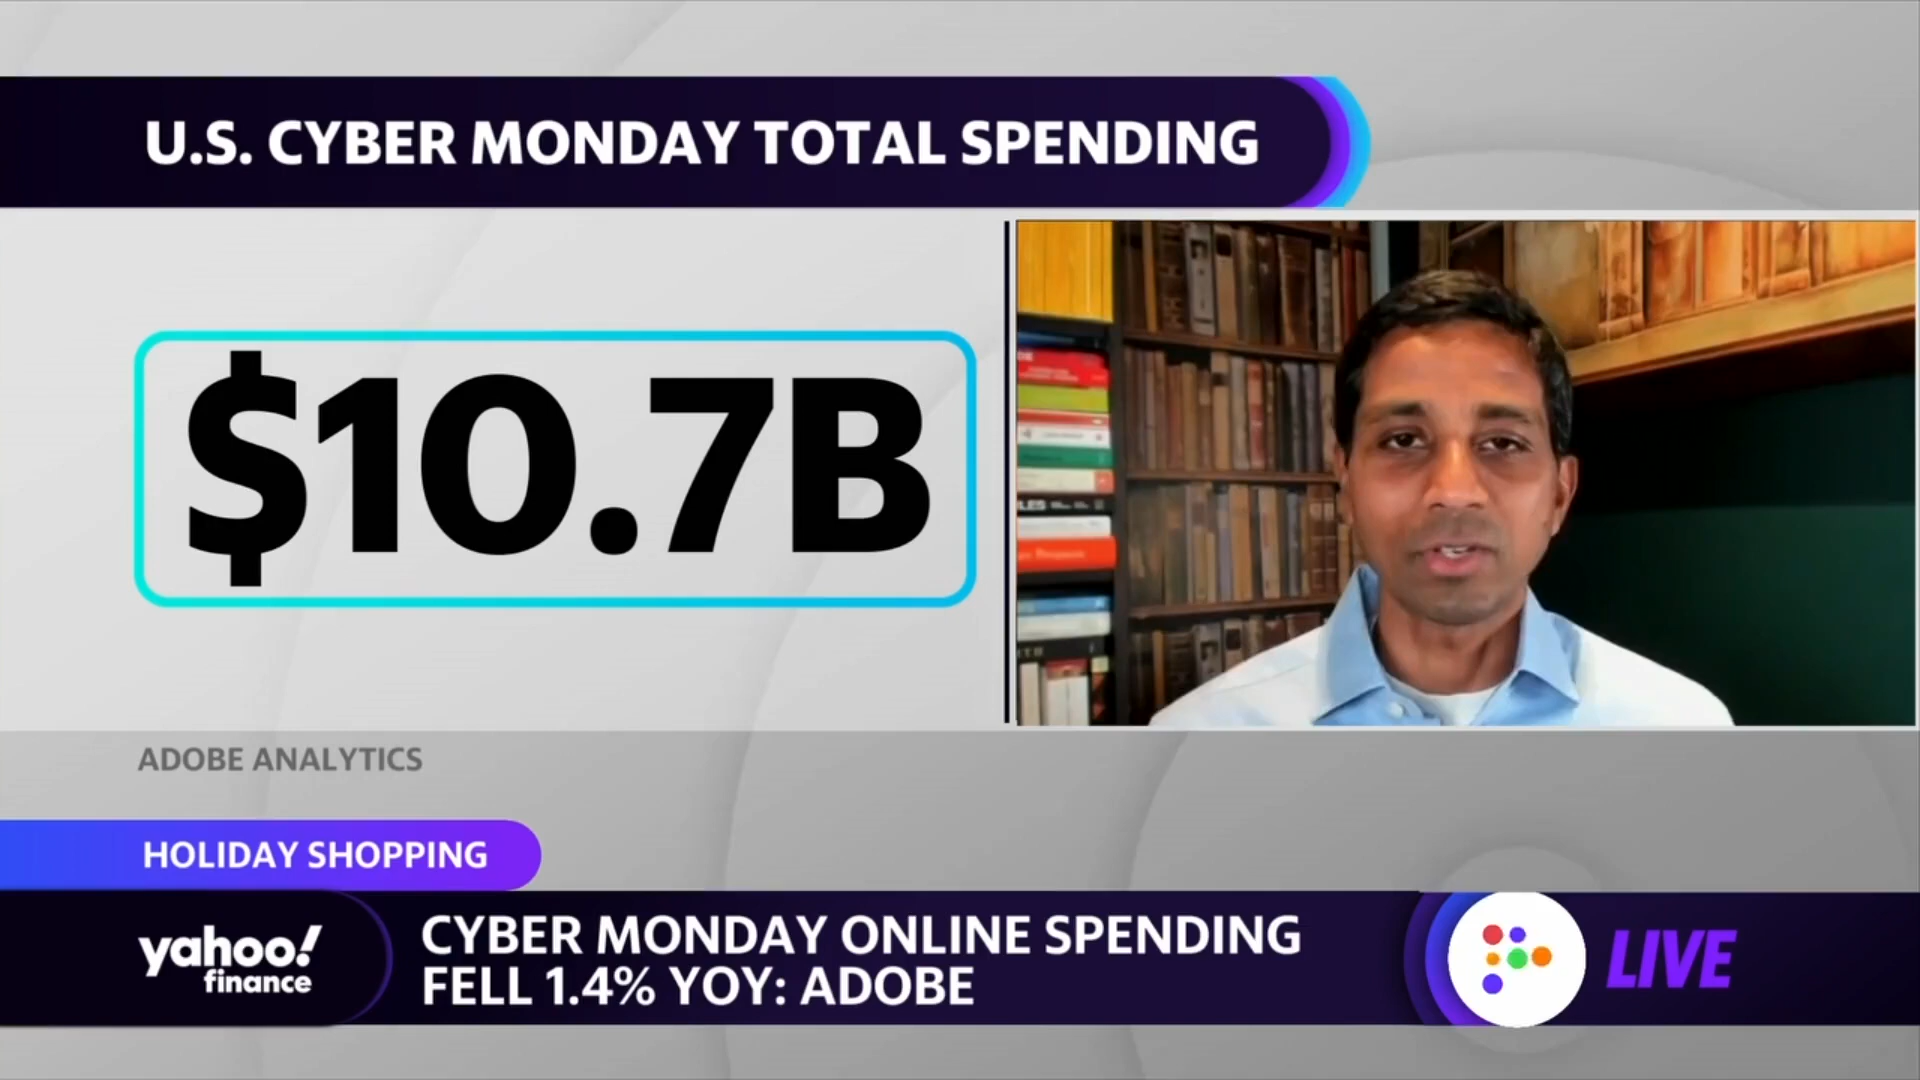 U.S. CYBER MONDAY TOTAL SPENDING
$10.7B
ADOBE ANALYTICS
HOLIDAY SHOPPING
yahoo!
finance
CYBER MONDAY ONLINE SPENDING
FELL 1.4% YOY: ADOBE
LIVE